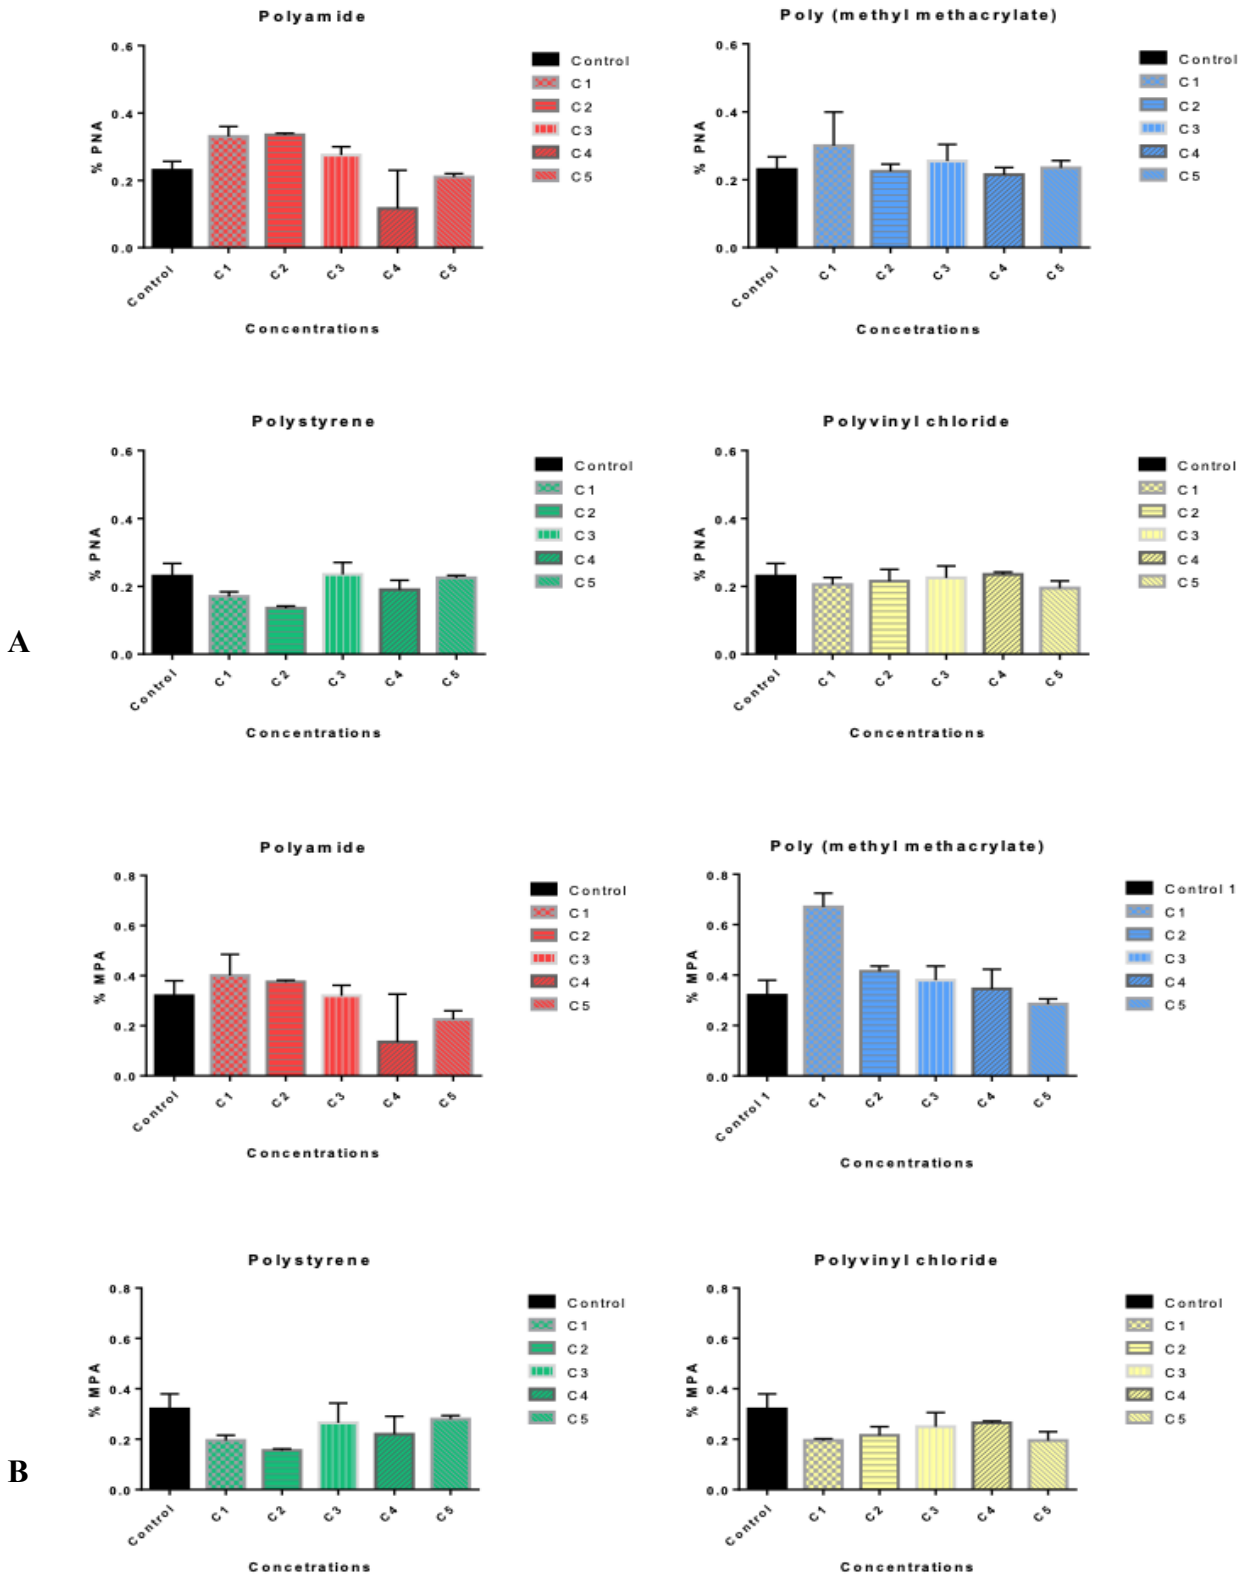 Polyamide
% PNA
0.6
0.4
0.2
0.0
Control
C1
C2
C3
C4
C5
Concentrations
Control
C1
C2
C3
C4
C5
Poly (methyl methacrylate)
% PNA
0.6
0.4
0.2
0.0
Control
C1
C2
C3
C4
C5
Concetrations
Control
C1
C2
C3
C4
C5
A
Polystyrene
% PNA
0.6
0.4
0.2
0.0
Control
C1
C2
C3
C4
C5
Concentrations
Control
C1
C2
C3
C4
C5
Polyvinyl chloride
% PNA
0.6
0.4
0.2
0.0
Control
C1
C2
C3
C4
C5
Concentrations
Control
C1
C2
C3
C4
C5
Polyamide
% MPA
0.8
0.6
0.4
0.2
0.0
Control
C1
C2
C3
C4
C5
Concentrations
Control
C1
C2
C3
C4
C5
Poly (methyl methacrylate)
% MPA
0.8
0.6
0.4
0.2
0.0
Control 1
C1
C2
C3
C4
C5
Concentrations
Control 1
C1
C2
C3
C4
C5
B
Polystyrene
% MPA
0.8
0.6
0.4
0.2
0.0
Control
C1
C2
C3
C4
C5
Concetrations
Control
C1
C2
C3
C4
C5
Polyvinyl chloride
% MPA
0.8
0.6
0.4
0.2
0.0
Control
C1
C2
C3
C4
C5
Concentrations
Control
C1
C2
C3
C4
C5